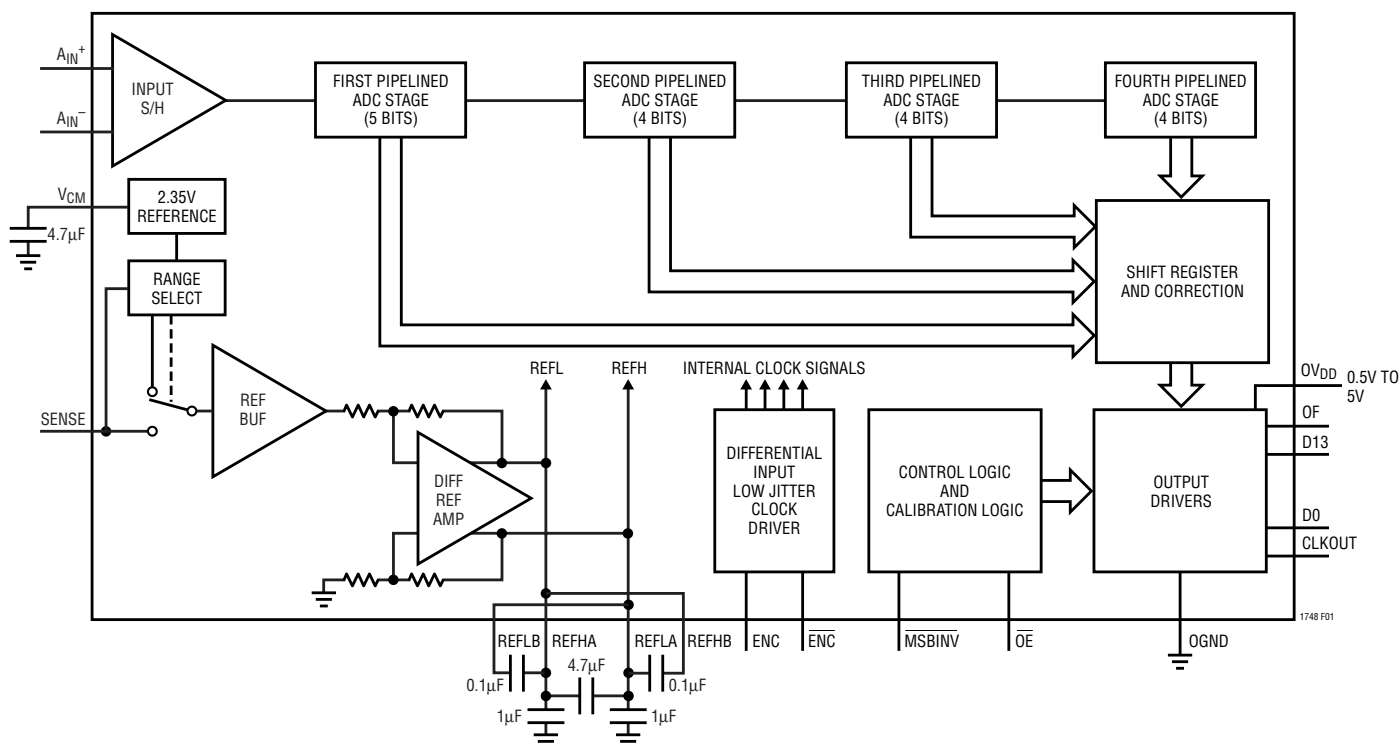 AIN+
AIN–
INPUT
S/H
FIRST PIPELINED
ADC STAGE
(5 BITS)
SECOND PIPELINED
ADC STAGE
(4 BITS)
THIRD PIPELINED
ADC STAGE
(4 BITS)
FOURTH PIPELINED
ADC STAGE
(4 BITS)
VCM
4.7μF
2.35V
REFERENCE
RANGE
SELECT
SHIFT REGISTER
AND CORRECTION
SENSE
REF
BUF
DIFF
REF
AMP
REFL
REFH
INTERNAL CLOCK SIGNALS
DIFFERENTIAL
INPUT
LOW JITTER
CLOCK
DRIVER
CONTROL LOGIC
AND
CALIBRATION LOGIC
OUTPUT
DRIVERS
OVDD
0.5V TO
5V
OF
D13
D0
CLKOUT
1748 F01
REFLB
REFHA
REFLA
REFHB
ENC
ENC
MSBINV
OE
OGND
4.7μF
0.1μF
0.1μF
1μF
1μF